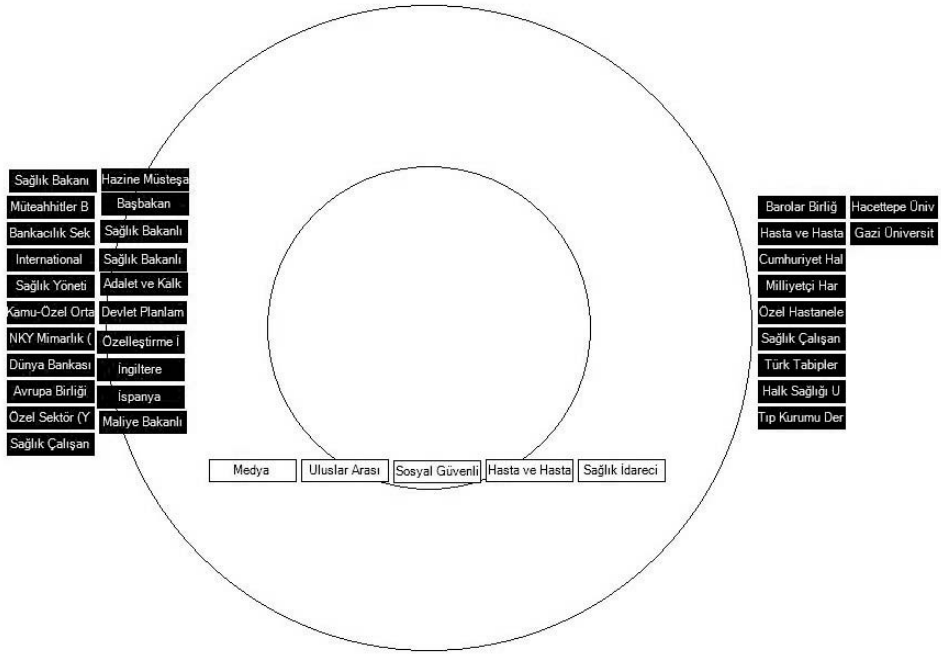 Sağlık Bakanı
Müteahhitler B
Bankacılık Sek
International
Sağlık Yöneti
Kamu-Özel Orta
NKY Mimarlık (
Dünya Bankası
Avrupa Birliği
Özel Sektör (Y
Sağlık Çalışan
Hazine Müsteşa
Başbakan
Sağlık Bakanlı
Sağlık Bakanlı
Adalet ve Kalk
Devlet Planlam
Özelleştirme İ
İngiltere
İspanya
Maliye Bakanlı
Medya
Uluslar Arası
Sosyal Güvenli
Hasta ve Hasta
Sağlık İdareci
Barolar Birliğ
Hasta ve Hasta
Cumhuriyet Hal
Milliyetçi Har
Özel Hastanele
Sağlık Çalışan
Türk Tabipler
Halk Sağlığı U
Tıp Kurumu Der
Hacettepe Üniv
Gazi Üniversit